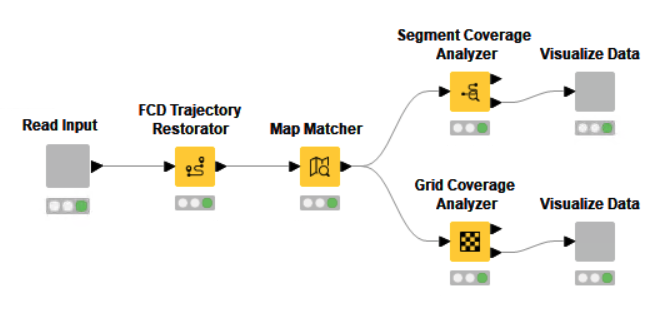 Segment Coverage
Analyzer
Visualize Data
FCD Trajectory
Restorator
Read Input
Map Matcher
Grid Coverage
Analyzer
Visualize Data